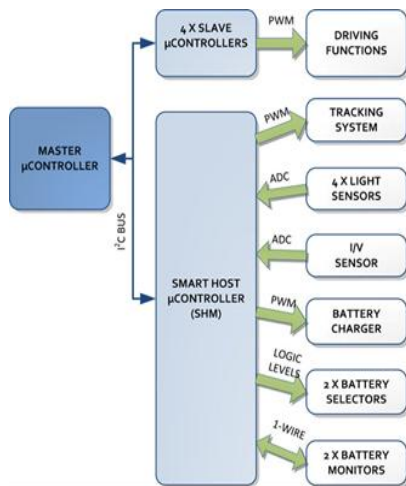 4 X SLAVE
µCONTROLLERS
PWM
DRIVING
FUNCTIONS
MASTER
µCONTROLLER
I²C BUS
SMART HOST
µCONTROLLER
(SHM)
PWM
TRACKING
SYSTEM
ADC
4 X LIGHT
SENSORS
ADC
I/V
SENSOR
PWM
BATTERY
CHARGER
LOGIC
LEVELS
2 X BATTERY
SELECTORS
1-WIRE
2 X BATTERY
MONITORS